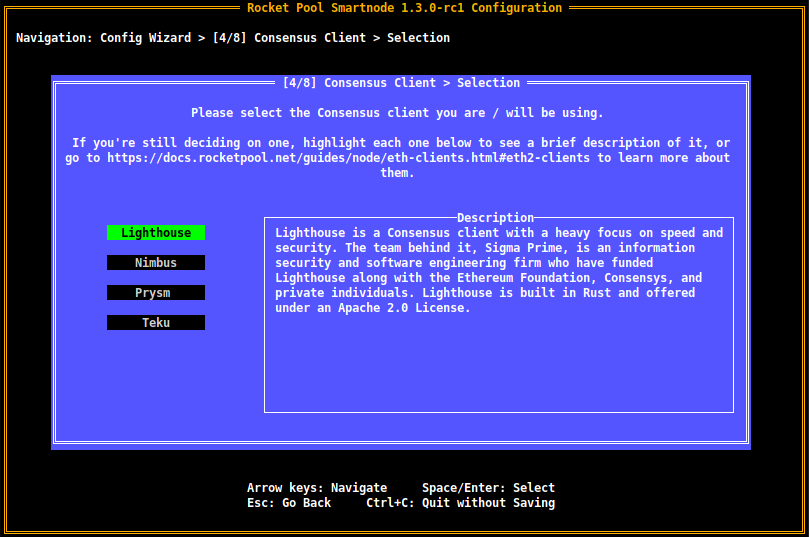 Rocket Pool Smartnode 1.3.0-rc1 Configuration
Navigation: Config Wizard > [4/8] Consensus Client > Selection
[4/8] Consensus Client > Selection
Please select the Consensus client you are / will be using.
If you're still deciding on one, highlight each one below to see a brief description of it, or
go to https://docs.rocketpool.net/guides/node/eth-clients.html#eth2-clients to learn more about
them.
Lighthouse
Nimbus
Prysm
Teku
Description
Lighthouse is a Consensus client with a heavy focus on speed and
security. The team behind it, Sigma Prime, is an information
security and software engineering firm who have funded
Lighthouse along with the Ethereum Foundation, Consensys, and
private individuals. Lighthouse is built in Rust and offered
under an Apache 2.0 License.
Arrow keys: Navigate     Space/Enter: Select
Esc: Go Back     Ctrl+C: Quit without Saving